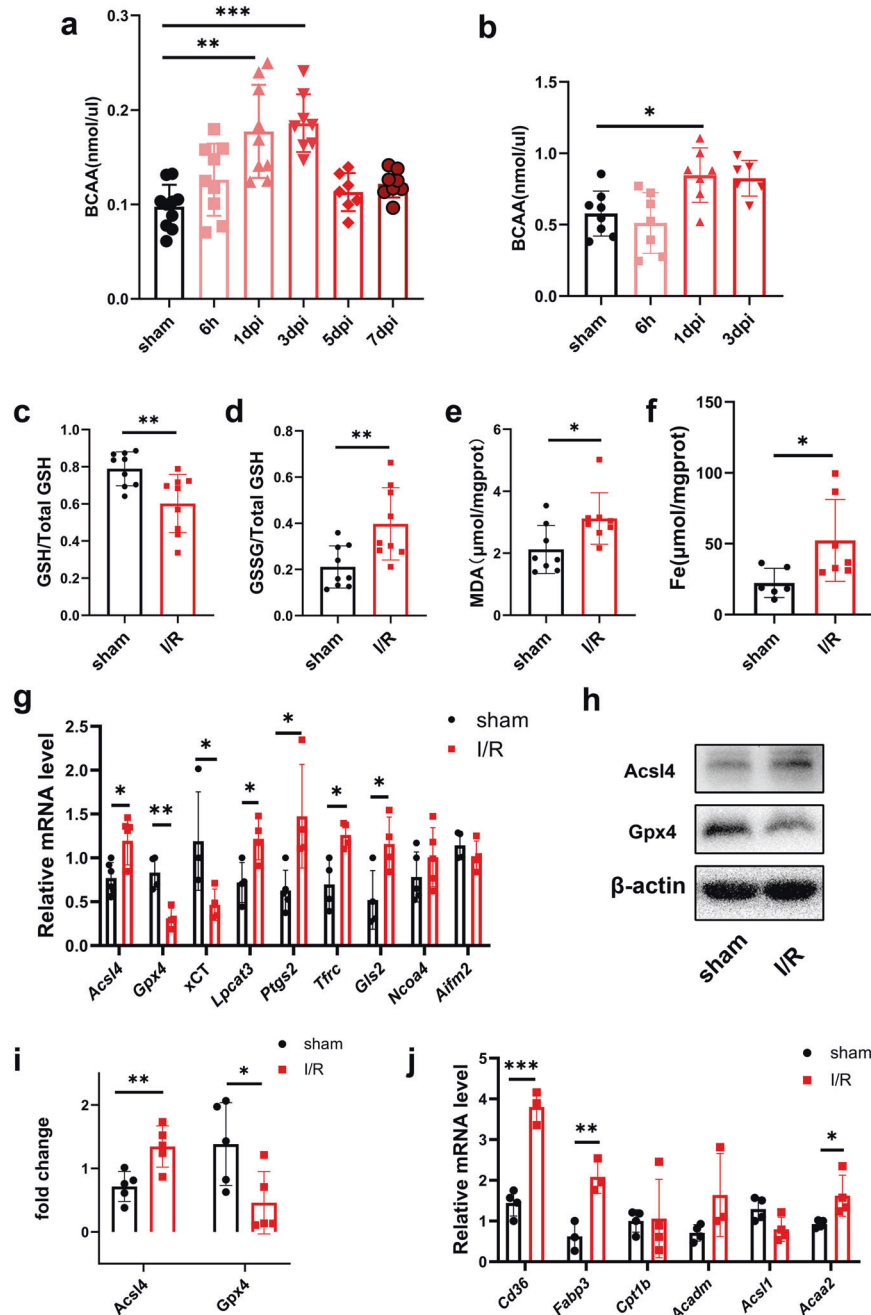 a
***
**
BCAA(nmol/ul)
0.3
0.2
0.1
0.0
sham
6h
1dpi
3dpi
5dpi
7dpi
b
*
BCAA(nmol/ul)
1.5
1.0
0.5
0.0
sham
6h
1dpi
3dpi
c
**
GSH/Total GSH
1.0
0.8
0.6
0.4
0.2
0.0
sham
I/R
d
**
GSSG/Total GSH
0.8
0.6
0.4
0.2
0.0
sham
I/R
e
*
MDA(μmol/mgprot)
6
4
2
0
sham
I/R
f
*
Fe(μmol/mgprot)
150
100
50
0
sham
I/R
g
sham
I/R
Relative mRNA level
2.5
2.0
1.5
1.0
0.5
0.0
*
**
*
*
*
*
*
Acsl4
Gpx4
xCT
Lpcat3
Ptgs2
Tfrc
Gls2
Ncoa4
Aifm2
h
Acsl4
Gpx4
β-actin
sham
I/R
i
sham
I/R
fold change
2
1
0
**
*
Acsl4
Gpx4
j
sham
I/R
Relative mRNA level
5
4
3
2
1
0
***
**
*
Cd36
Fabp3
Cpt1b
Acadm
Acsl1
Acaa2